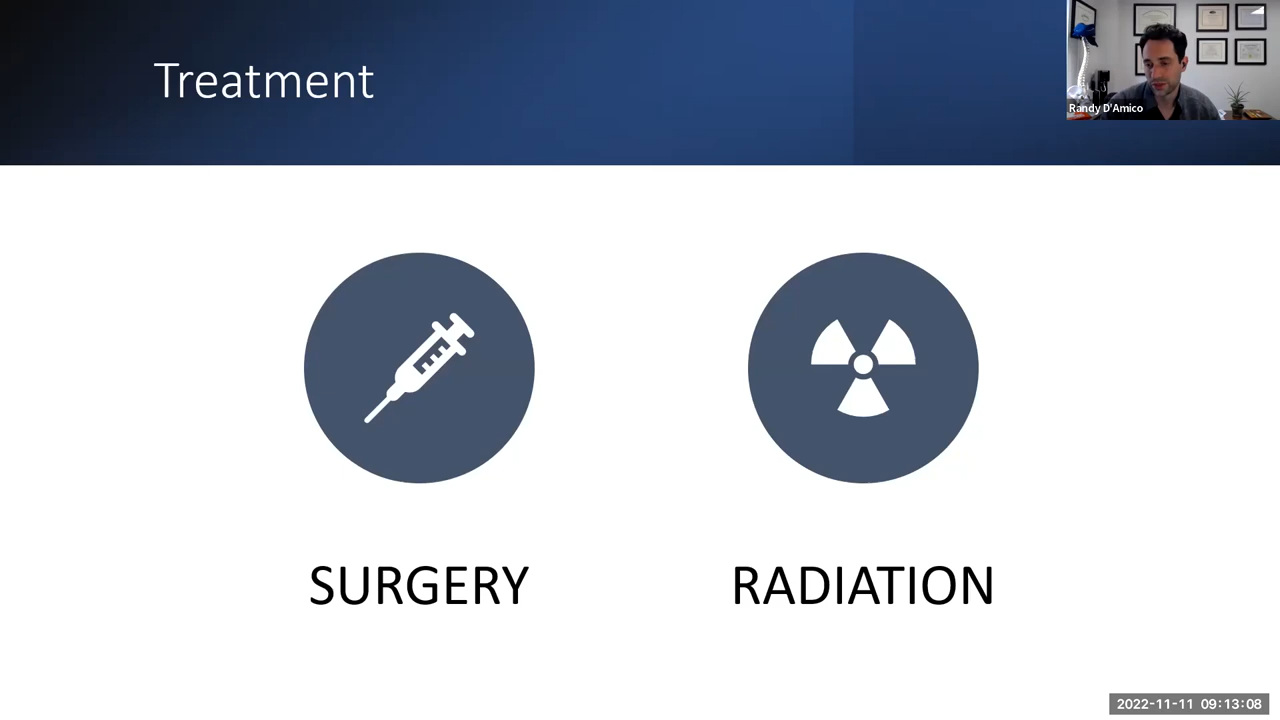 Treatment
Randy D'Amico
SURGERY
RADIATION
2022-11-11 09:13:08